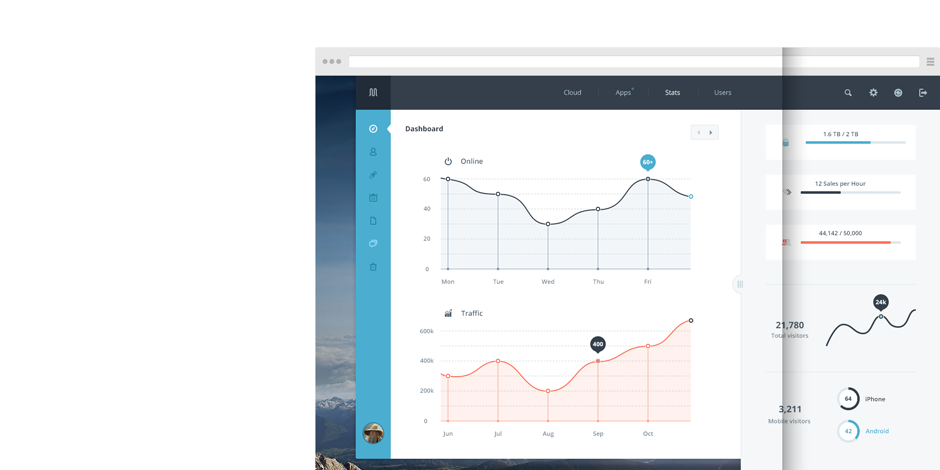 Cloud Apps Stats Users
Dashboard
Online
60+
60
40
20
0
Mon Tue Wed Thu Fri
Traffic
400
600k
400k
200k
0
Jun Jul Aug Sep Oct
1.6 TB / 2 TB
12 Sales per Hour
44,142 / 50,000
24k
21,780
Total visitors
3,211
Mobile visitors
64 iPhone
42 Android